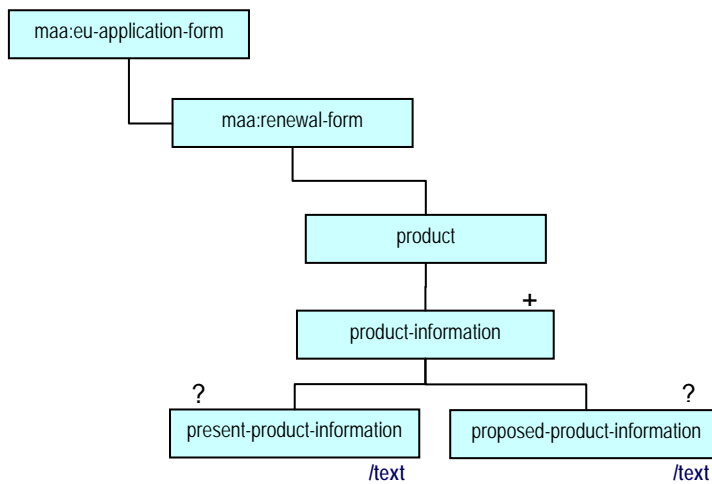 maa:eu-application-form
maa:renewal-form
product
+
product-information
? ?
present-product-information proposed-product-information
/text /text